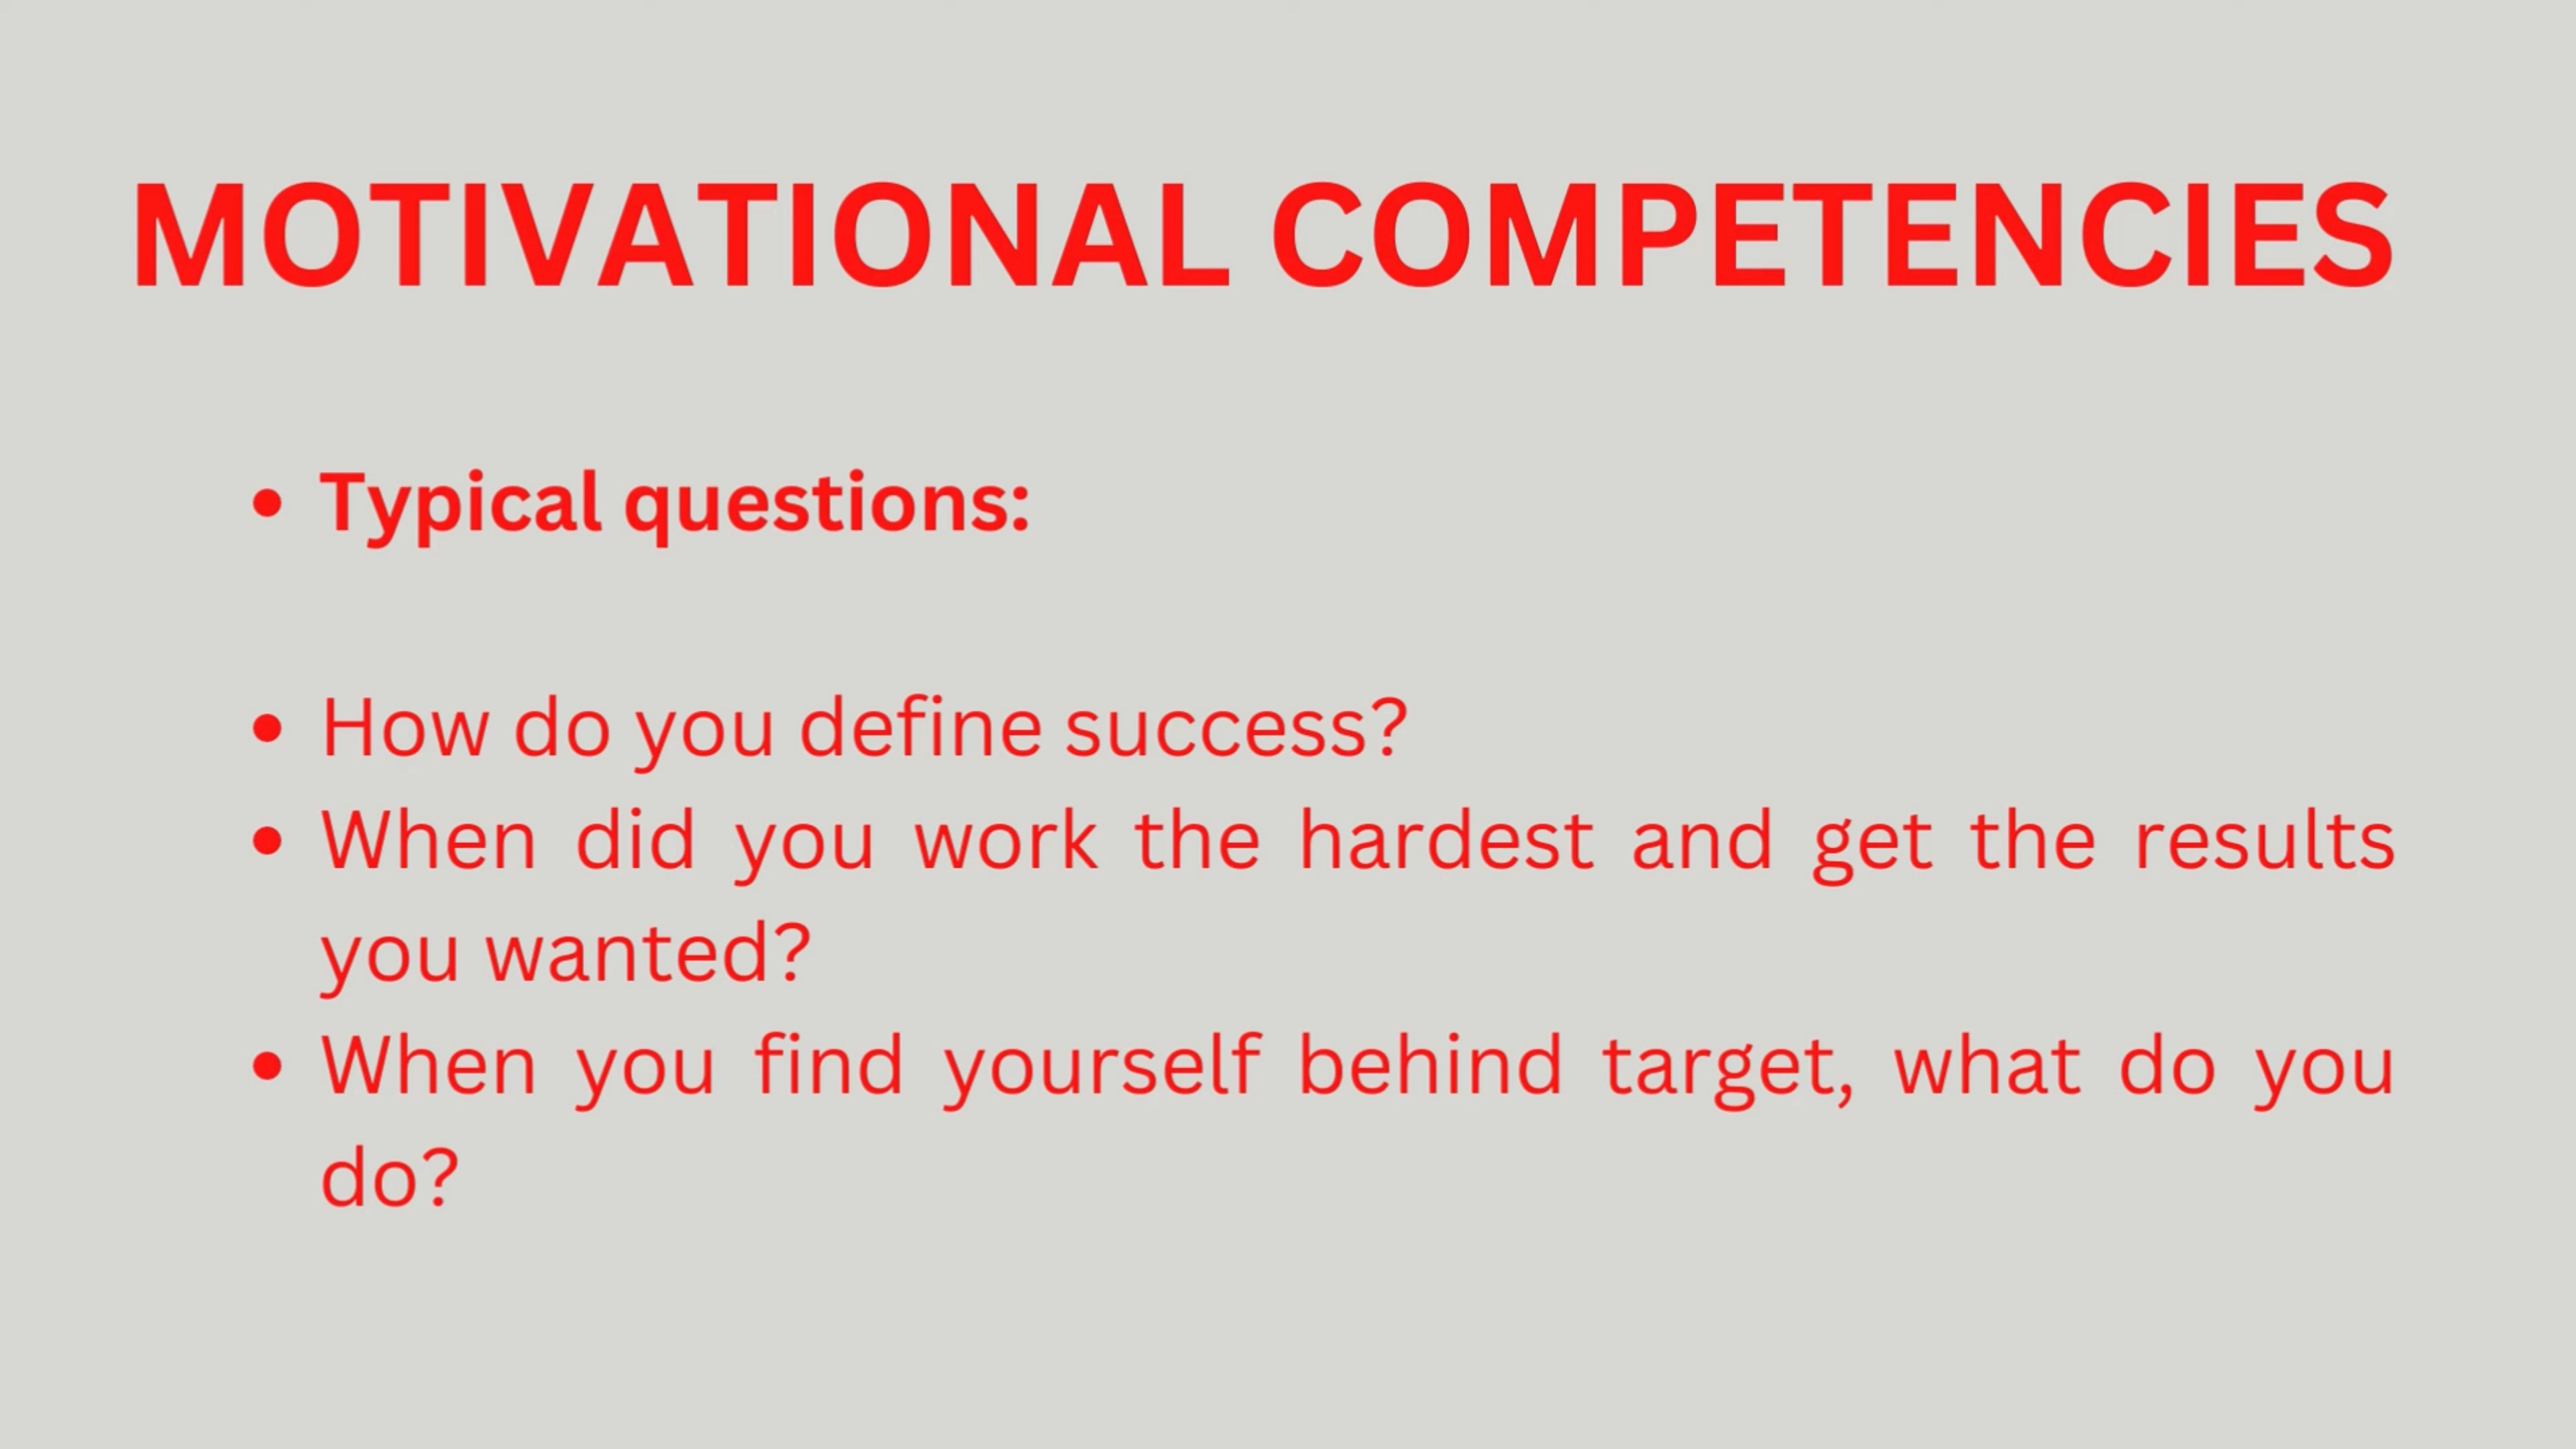 MOTIVATIONAL COMPETENCIES
• Typical questions:
• How do you define success?
• When did you work the hardest and get the results
you wanted?
• When you find yourself behind target, what do you
do?